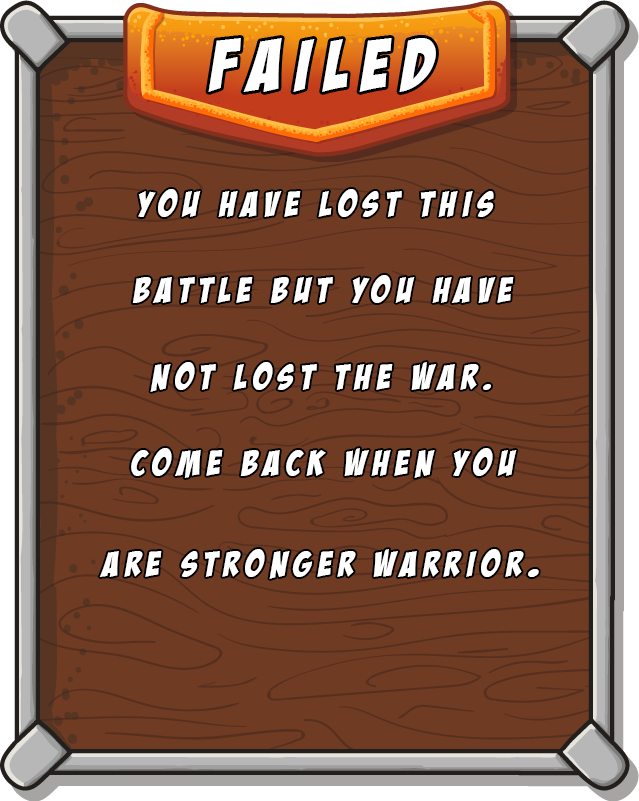 FAILED
YOU HAVE LOST THIS
BATTLE BUT YOU HAVE
NOT LOST THE WAR.
COME BACK WHEN YOU
ARE STRONGER WARRIOR.